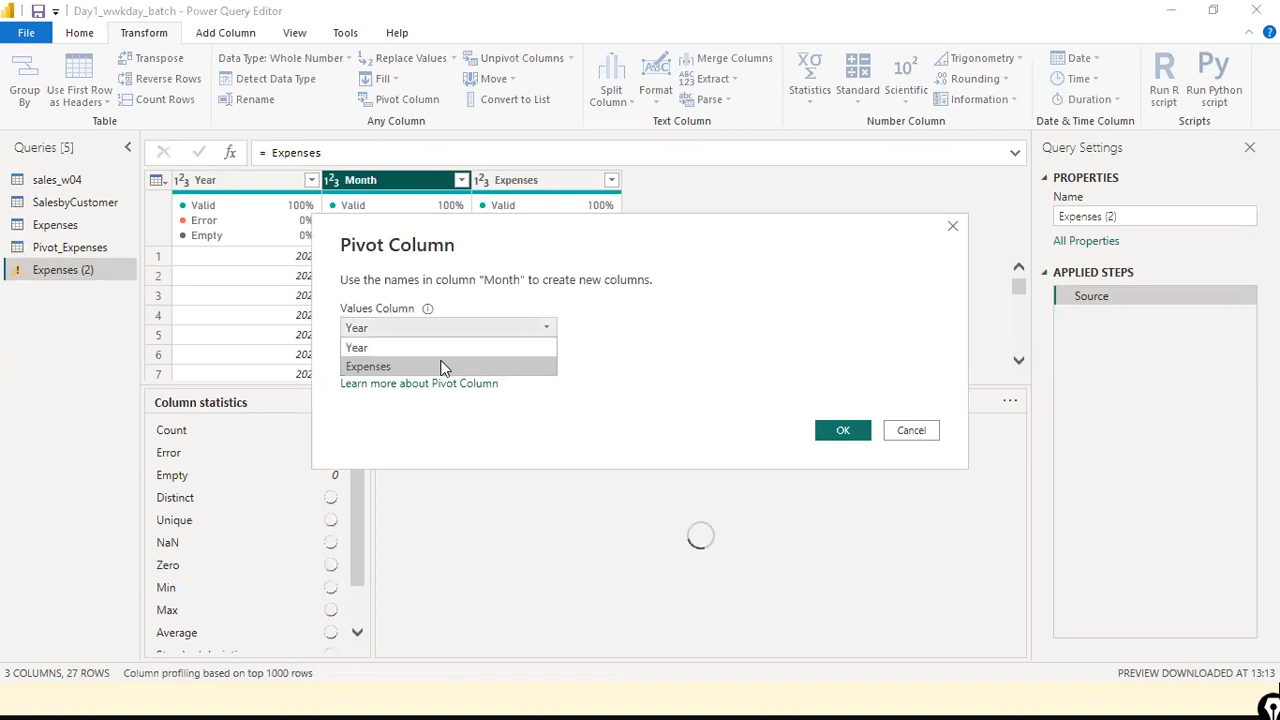 Day1_wwkday_batch - Power Query Editor
File Home Transform Add Column View Tools Help
Group By
Use First Row as Headers
Transpose
Reverse Rows
Count Rows
Table
Data Type: Whole Number
Detect Data Type
Rename
Replace Values
Fill
Pivot Column
Unpivot Columns
Move
Convert to List
Any Column
Split Column
Format
Merge Columns
Extract
Parse
Text Column
Statistics
Standard
Scientific
Trigonometry
Rounding
Information
Number Column
Date
Time
Duration
Date & Time Column
Run R script
Run Python script
Scripts
Queries [5]
sales_w04
SalesbyCustomer
Expenses
Pivot_Expenses
Expenses (2)
= Expenses
Year Month Expenses
Valid 100% Valid 100% Valid 100%
Error 0%
Empty 0%
1 202
2 202
3 202
4 202
5 202
6 202
7 202
Pivot Column
Use the names in column "Month" to create new columns.
Values Column
Year
Year
Expenses
Learn more about Pivot Column
OK Cancel
Column statistics
Count
Error
Empty 0
Distinct
Unique
NaN
Zero
Min
Max
Average
Query Settings
PROPERTIES
Name
Expenses (2)
All Properties
APPLIED STEPS
Source
3 COLUMNS, 27 ROWS Column profiling based on top 1000 rows
PREVIEW DOWNLOADED AT 13:13